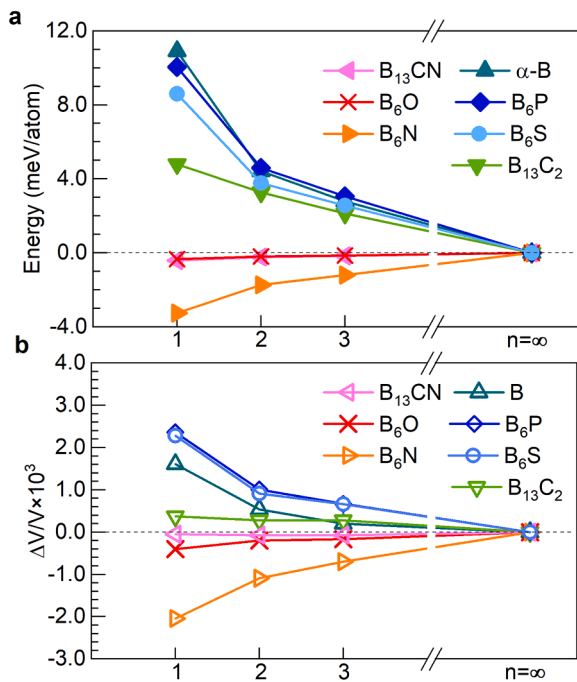 a
12.0
8.0
4.0
0.0
-4.0
Energy (meV/atom)
B₁₃CN
α-B
B₆O
B₆P
B₆N
B₆S
B₁₃C₂
1
2
3
n=∞
b
4.0
3.0
2.0
1.0
0.0
-1.0
-2.0
-3.0
ΔV/V×10³
B₁₃CN
B
B₆O
B₆P
B₆N
B₆S
B₁₃C₂
1
2
3
n=∞